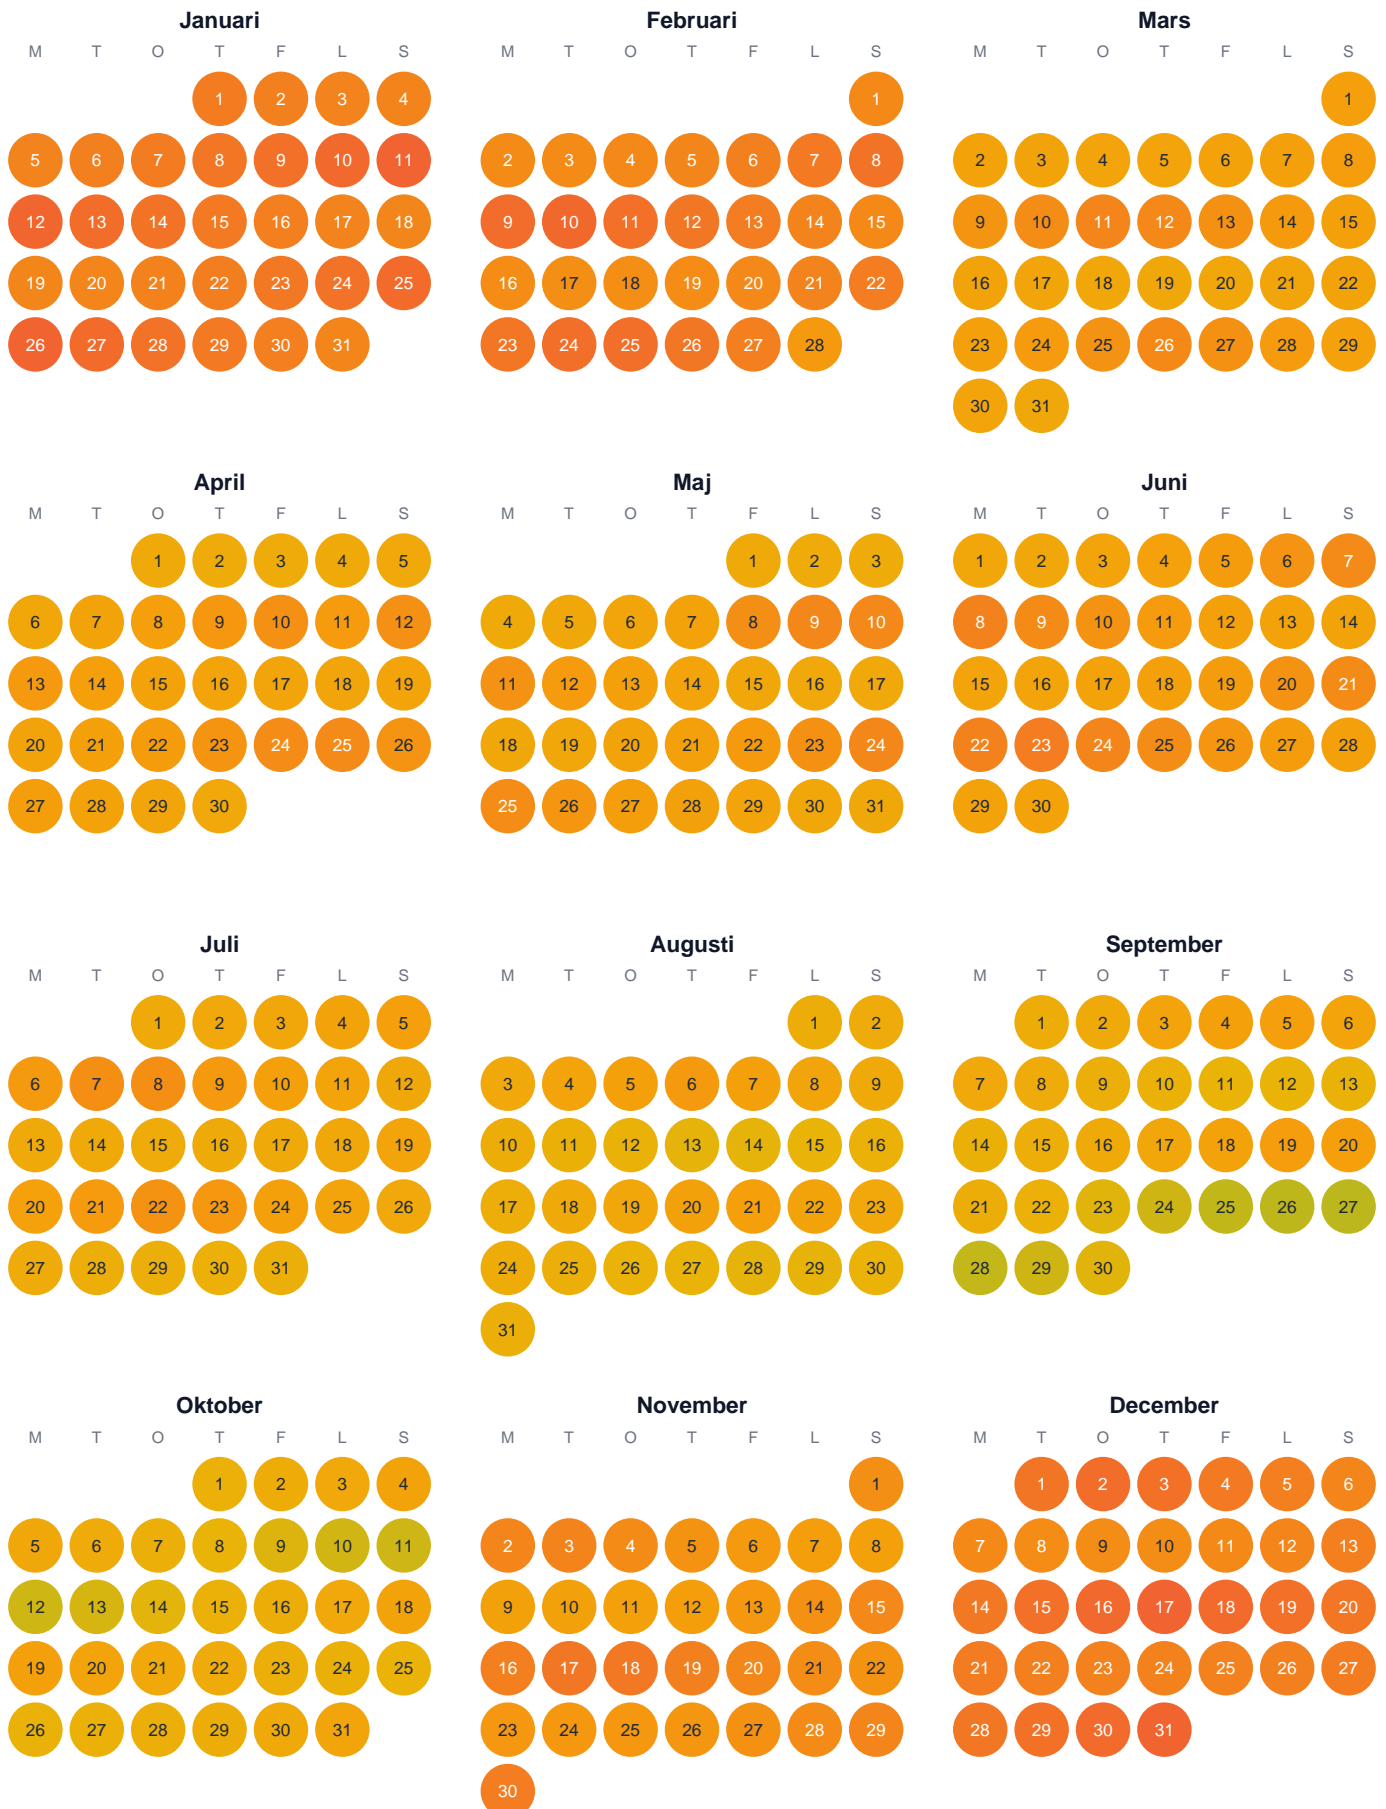 Januari
M T O T F L S
1 2 3 4
5 6 7 8 9 10 11
12 13 14 15 16 17 18
19 20 21 22 23 24 25
26 27 28 29 30 31
Februari
M T O T F L S
1
2 3 4 5 6 7 8
9 10 11 12 13 14 15
16 17 18 19 20 21 22
23 24 25 26 27 28
Mars
M T O T F L S
1
2 3 4 5 6 7 8
9 10 11 12 13 14 15
16 17 18 19 20 21 22
23 24 25 26 27 28 29
30 31
April
M T O T F L S
1 2 3 4 5
6 7 8 9 10 11 12
13 14 15 16 17 18 19
20 21 22 23 24 25 26
27 28 29 30
Maj
M T O T F L S
1 2 3
4 5 6 7 8 9 10
11 12 13 14 15 16 17
18 19 20 21 22 23 24
25 26 27 28 29 30 31
Juni
M T O T F L S
1 2 3 4 5 6 7
8 9 10 11 12 13 14
15 16 17 18 19 20 21
22 23 24 25 26 27 28
29 30
Juli
M T O T F L S
1 2 3 4 5
6 7 8 9 10 11 12
13 14 15 16 17 18 19
20 21 22 23 24 25 26
27 28 29 30 31
Augusti
M T O T F L S
1 2
3 4 5 6 7 8 9
10 11 12 13 14 15 16
17 18 19 20 21 22 23
24 25 26 27 28 29 30
31
September
M T O T F L S
1 2 3 4 5 6
7 8 9 10 11 12 13
14 15 16 17 18 19 20
21 22 23 24 25 26 27
28 29 30
Oktober
M T O T F L S
1 2 3 4
5 6 7 8 9 10 11
12 13 14 15 16 17 18
19 20 21 22 23 24 25
26 27 28 29 30 31
November
M T O T F L S
1
2 3 4 5 6 7 8
9 10 11 12 13 14 15
16 17 18 19 20 21 22
23 24 25 26 27 28 29
30
December
M T O T F L S
1 2 3 4 5 6
7 8 9 10 11 12 13
14 15 16 17 18 19 20
21 22 23 24 25 26 27
28 29 30 31